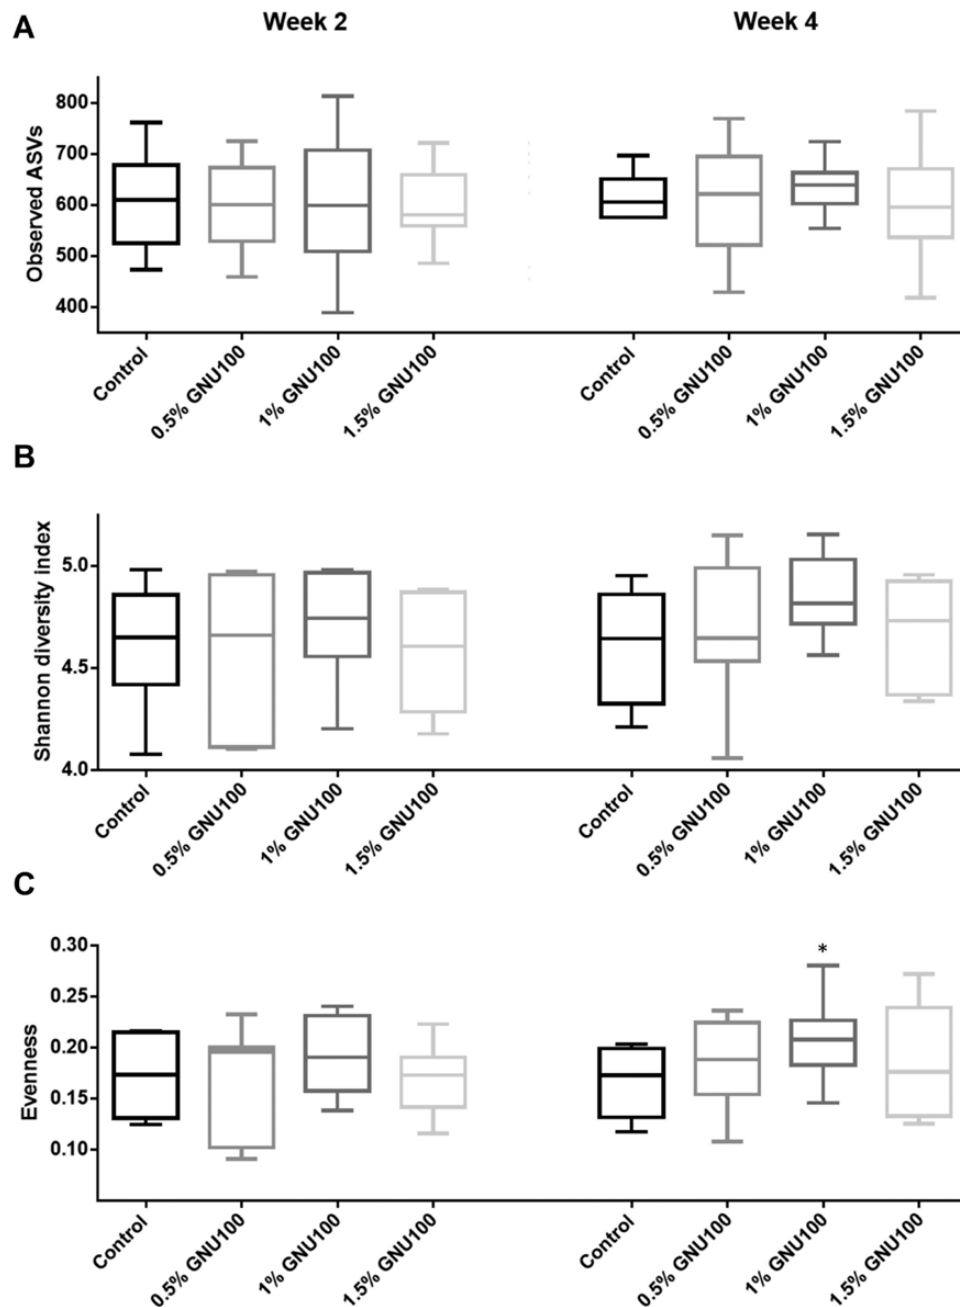 A
Week 2
Week 4
Observed ASVs
800
700
600
500
400
Control
0.5% GNU100
1% GNU100
1.5% GNU100
Control
0.5% GNU100
1% GNU100
1.5% GNU100
B
Shannon diversity index
5.0
4.5
4.0
Control
0.5% GNU100
1% GNU100
1.5% GNU100
Control
0.5% GNU100
1% GNU100
1.5% GNU100
C
Evenness
0.30
0.25
0.20
0.15
0.10
*
Control
0.5% GNU100
1% GNU100
1.5% GNU100
Control
0.5% GNU100
1% GNU100
1.5% GNU100